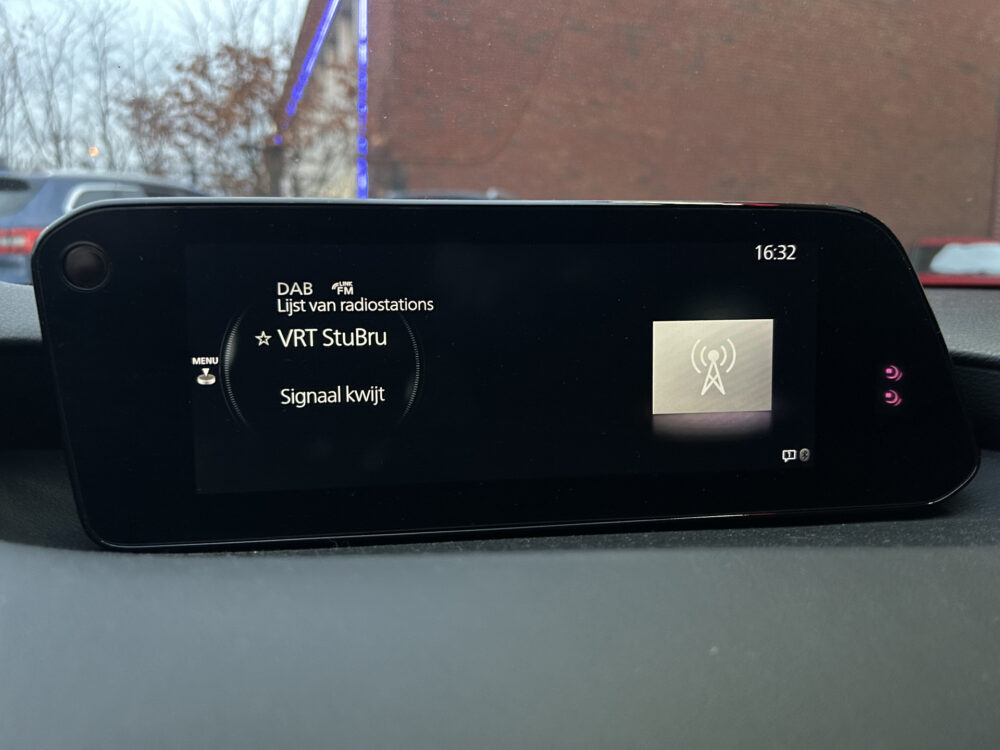 16:32
DAB LINK FM
Lijst van radiostations
☆ VRT StuBru
MENU
Signaal kwijt